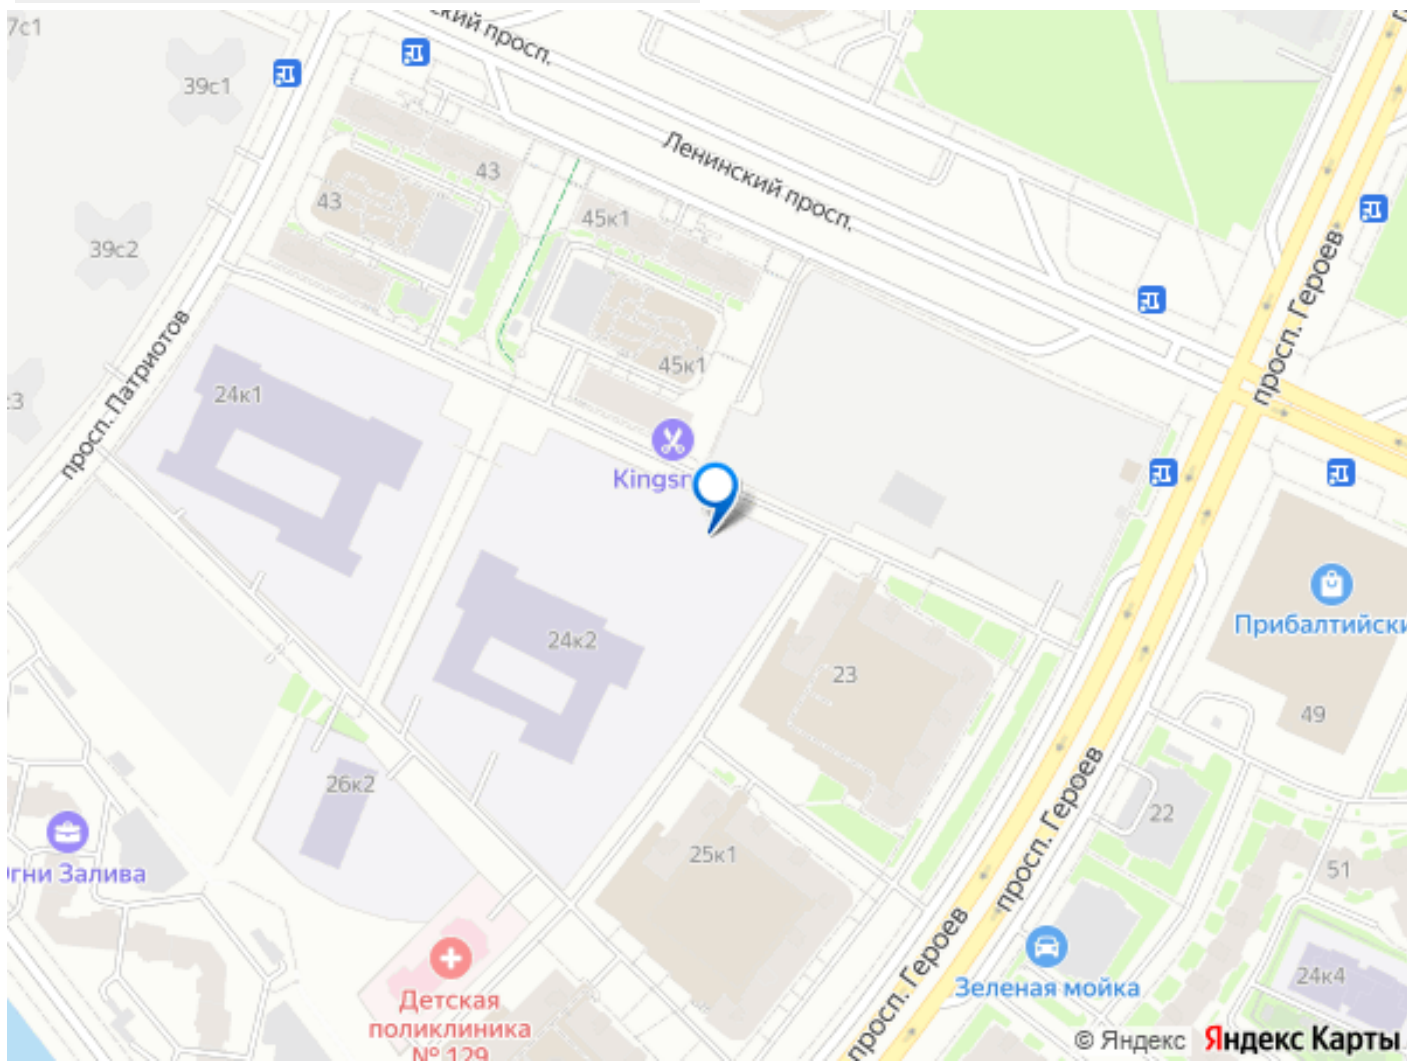 7с1
ский просп.
39с1
Ленинский просп.
43
43
45к1
39с2
просп. Героев
просп. Патриотов
45к1
24к1
:3
Kingsr
Прибалтийски
24к2
23
49
26к2
просп. Героев
22
25к1
гни Залива
51
просп. Героев
24к4
Зеленая мойка
Детская
поликлиника
№ 129
© Яндекс Яндекс Карты